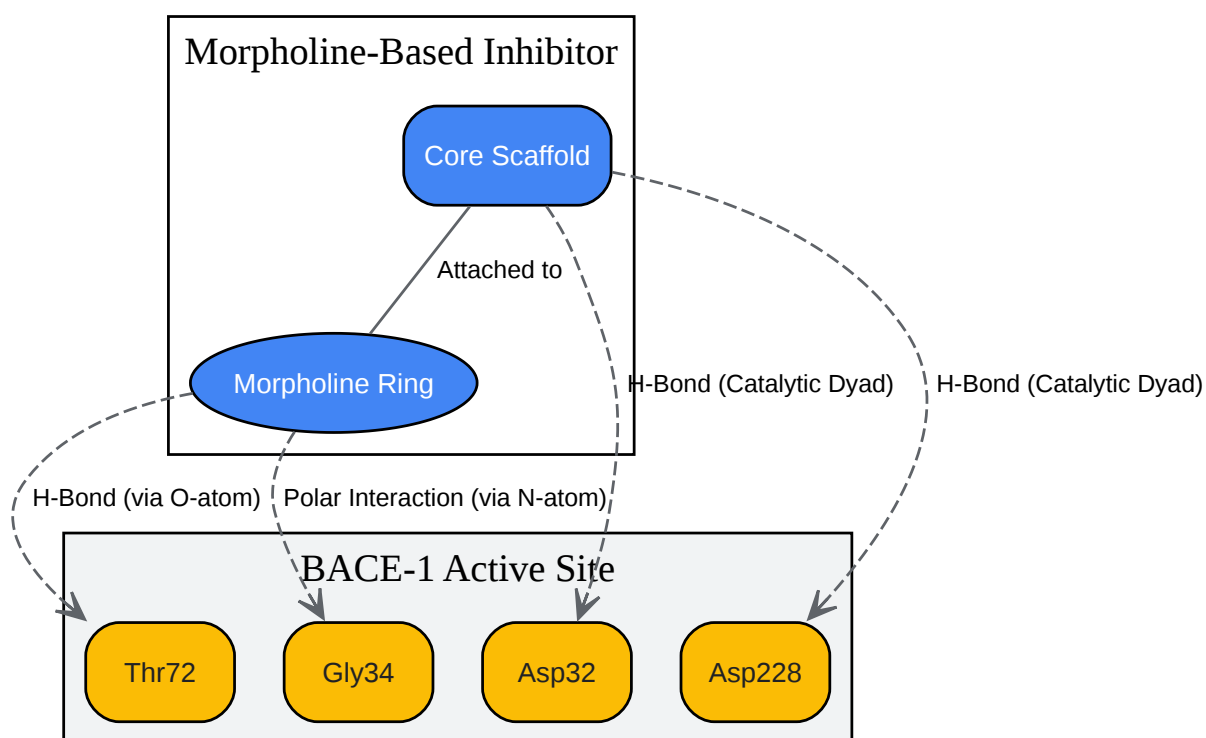 Morpholine-Based Inhibitor
Core Scaffold
Attached to
Morpholine Ring
H-Bond (Catalytic Dyad)
H-Bond (Catalytic Dyad)
H-Bond (via O-atom)
Polar Interaction (via N-atom)
BACE-1 Active Site
Thr72
Gly34
Asp32
Asp228